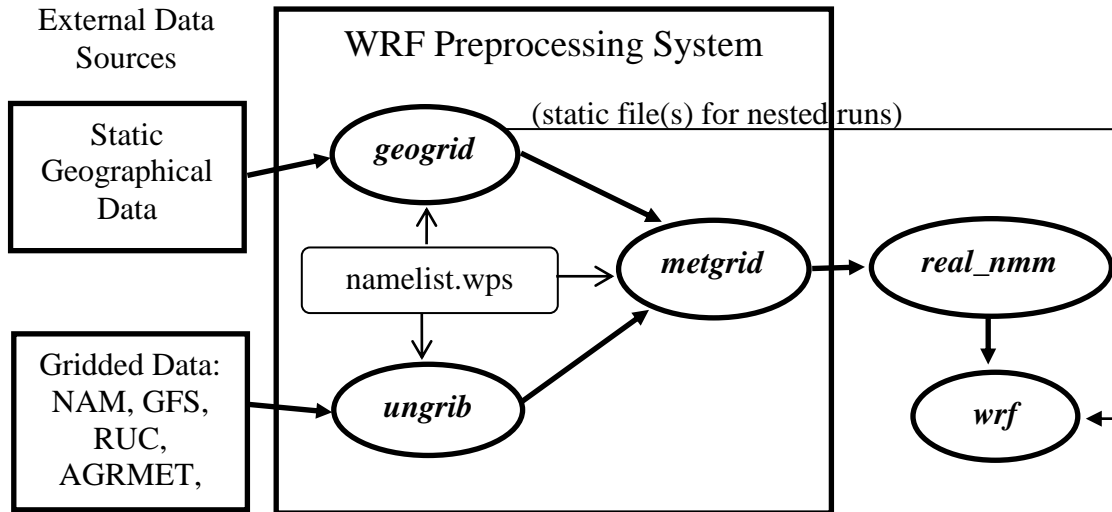 External Data
Sources
WRF Preprocessing System
(static file(s) for nested runs)
Static
Geographical
Data
geogrid
namelist.wps
metgrid
real_nmm
Gridded Data:
NAM, GFS,
RUC,
AGRMET,
ungrib
wrf